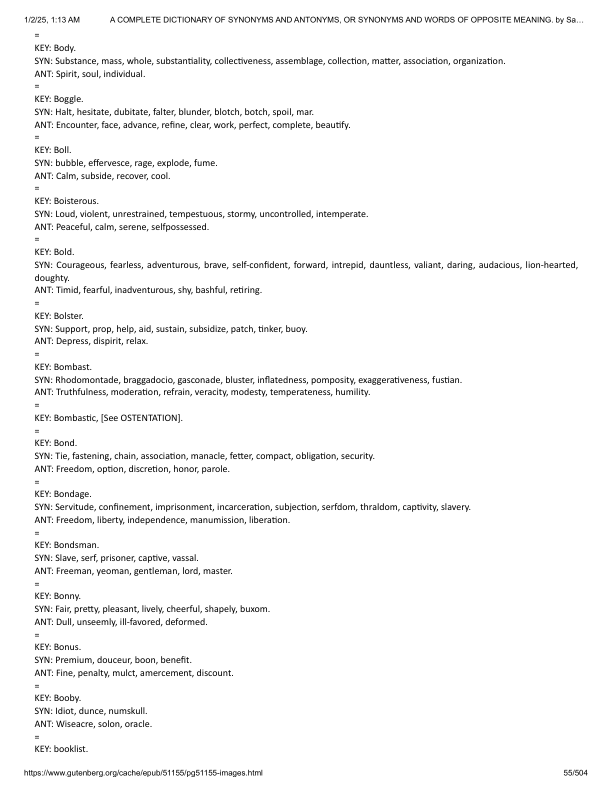 1/2/25, 1:13 AM A COMPLETE DICTIONARY OF SYNONYMS AND ANTONYMS, OR SYNONYMS AND WORDS OF OPPOSITE MEANING. by Sa…
=
KEY: Body.
SYN: Substance, mass, whole, substantiality, collectiveness, assemblage, collection, matter, association, organization.
ANT: Spirit, soul, individual.
=
KEY: Boggle.
SYN: Halt, hesitate, dubitate, falter, blunder, blotch, botch, spoil, mar.
ANT: Encounter, face, advance, refine, clear, work, perfect, complete, beautify.
=
KEY: Boll.
SYN: bubble, effervesce, rage, explode, fume.
ANT: Calm, subside, recover, cool.
=
KEY: Boisterous.
SYN: Loud, violent, unrestrained, tempestuous, stormy, uncontrolled, intemperate.
ANT: Peaceful, calm, serene, selfpossessed.
=
KEY: Bold.
SYN: Courageous, fearless, adventurous, brave, self-confident, forward, intrepid, dauntless, valiant, daring, audacious, lion-hearted,
doughty.
ANT: Timid, fearful, inadventurous, shy, bashful, retiring.
=
KEY: Bolster.
SYN: Support, prop, help, aid, sustain, subsidize, patch, tinker, buoy.
ANT: Depress, dispirit, relax.
=
KEY: Bombast.
SYN: Rhodomontade, braggadocio, gasconade, bluster, inflatedness, pomposity, exaggerativeness, fustian.
ANT: Truthfulness, moderation, refrain, veracity, modesty, temperateness, humility.
=
KEY: Bombastic, [See OSTENTATION].
=
KEY: Bond.
SYN: Tie, fastening, chain, association, manacle, fetter, compact, obligation, security.
ANT: Freedom, option, discretion, honor, parole.
=
KEY: Bondage.
SYN: Servitude, confinement, imprisonment, incarceration, subjection, serfdom, thraldom, captivity, slavery.
ANT: Freedom, liberty, independence, manumission, liberation.
=
KEY: Bondsman.
SYN: Slave, serf, prisoner, captive, vassal.
ANT: Freeman, yeoman, gentleman, lord, master.
=
KEY: Bonny.
SYN: Fair, pretty, pleasant, lively, cheerful, shapely, buxom.
ANT: Dull, unseemly, ill-favored, deformed.
=
KEY: Bonus.
SYN: Premium, douceur, boon, benefit.
ANT: Fine, penalty, mulct, amercement, discount.
=
KEY: Booby.
SYN: Idiot, dunce, numskull.
ANT: Wiseacre, solon, oracle.
=
KEY: booklist.
https://www.gutenberg.org/cache/epub/51155/pg51155-images.html 55/504